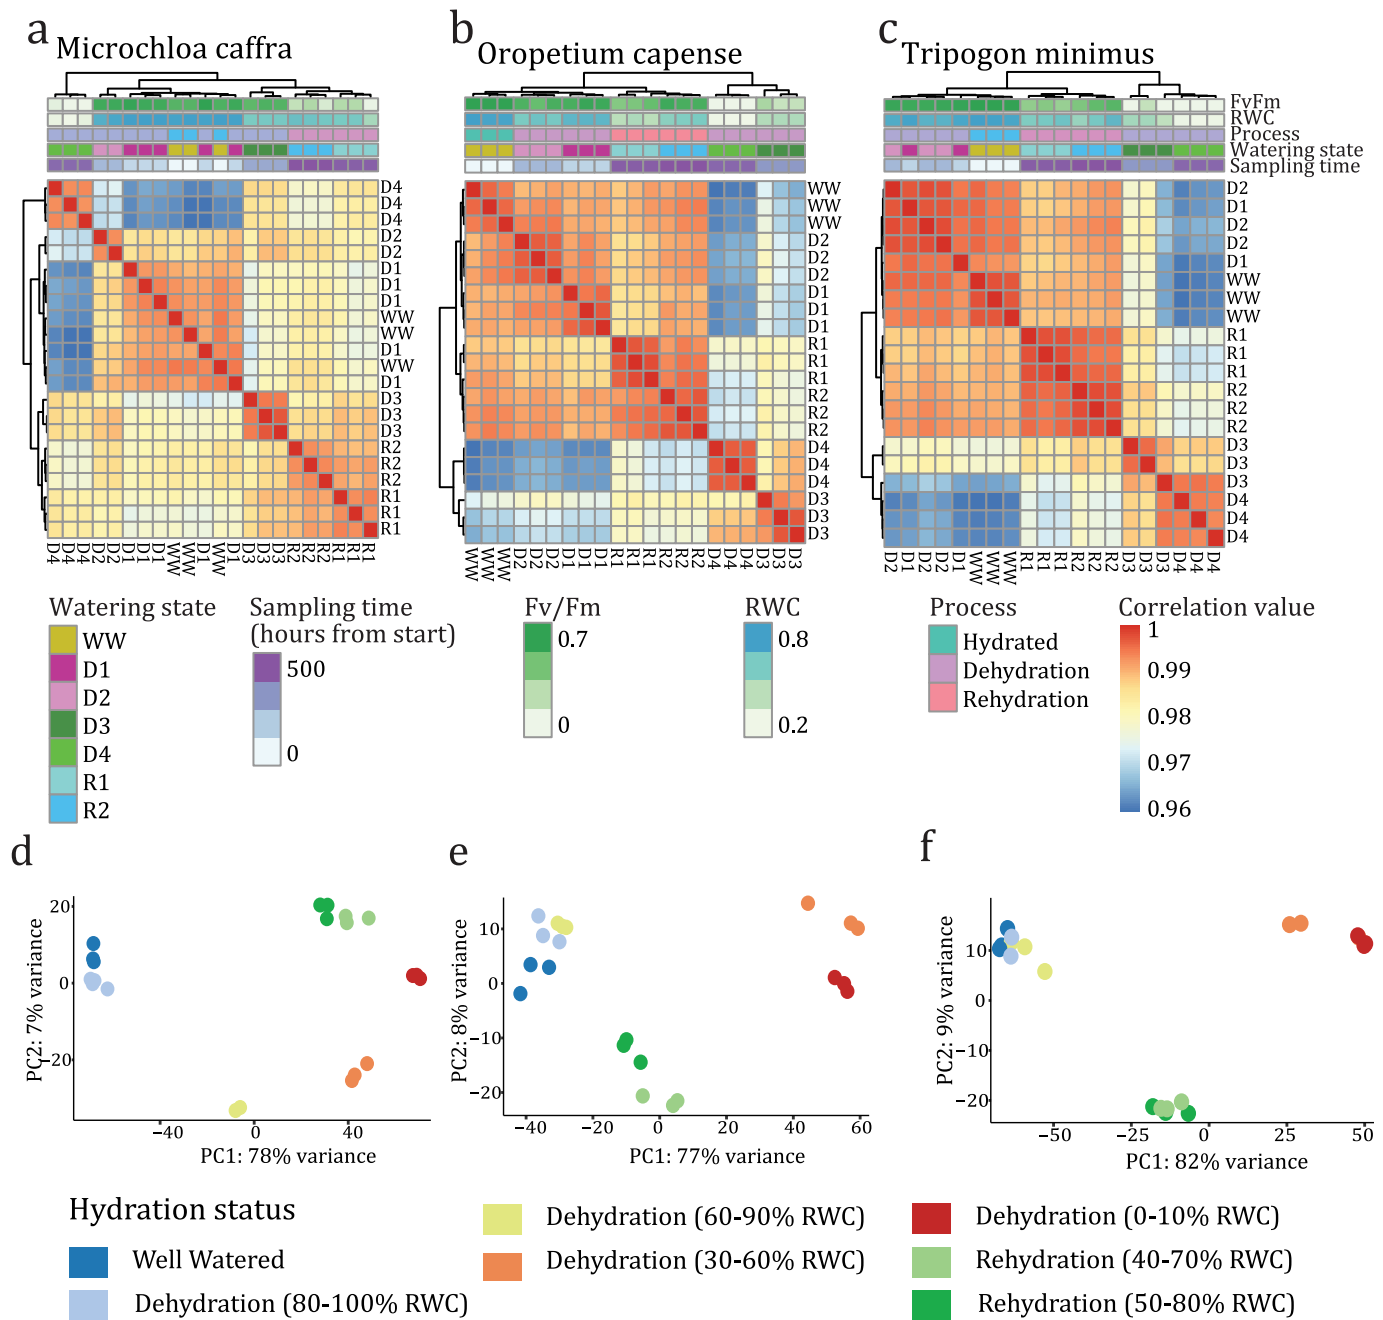 a
Microchloa caffra
b
Oropetium capense
c
Tripogon minimus
FvFm
RWC
Process
Watering state
Sampling time
D4
D4
D4
D2
D2
D1
D1
D1
WW
WW
D1
WW
D1
D3
D3
D3
R2
R2
R2
R1
R1
R1
D4 D4 D4 D2 D2 D1 D1 D1 WW WW D1 WW D1 D3 D3 D3 R2 R2 R2 R1 R1 R1
WW
WW
WW
D2
D2
D2
D1
D1
D1
R1
R1
R1
R2
R2
R2
D4
D4
D4
D3
D3
D3
WW WW WW D2 D2 D2 D1 D1 D1 R1 R1 R1 R2 R2 R2 D4 D4 D4 D3 D3 D3
D2
D1
D2
D2
D1
WW
WW
WW
R1
R1
R1
R2
R2
R2
D3
D3
D3
D4
D4
D4
D2 D1 D2 D2 D1 WW WW WW R1 R1 R1 R2 R2 R2 D3 D3 D3 D4 D4 D4
Watering state
WW
D1
D2
D3
D4
R1
R2
Sampling time
(hours from start)
500
0
Fv/Fm
0.7
0
RWC
0.8
0.2
Process
Hydrated
Dehydration
Rehydration
Correlation value
1
0.99
0.98
0.97
0.96
d
PC2: 7% variance
20
0
−20
−40 0 40
PC1: 78% variance
e
PC2: 8% variance
10
0
−10
−20
−40 −20 0 20 40 60
PC1: 77% variance
f
PC2: 9% variance
10
0
−10
−20
−50 −25 0 25 50
PC1: 82% variance
Hydration status
Well Watered
Dehydration (80-100% RWC)
Dehydration (60-90% RWC)
Dehydration (30-60% RWC)
Dehydration (0-10% RWC)
Rehydration (40-70% RWC)
Rehydration (50-80% RWC)